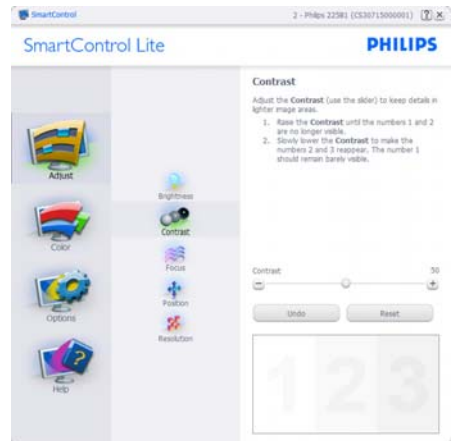 SmartControl
2 - Philips 225B1 (CS30715000001)
SmartControl Lite
PHILIPS
Adjust
Color
Options
Help
Brightness
Contrast
Focus
Position
Resolution
Contrast
Adjust the Contrast (use the slider) to keep details in
lighter image areas.
1. Raise the Contrast until the numbers 1 and 2
are no longer visible.
2. Slowly lower the Contrast to make the
numbers 2 and 3 reappear. The number 1
should remain barely visible.
Contrast 50
Undo Reset
1 2 3